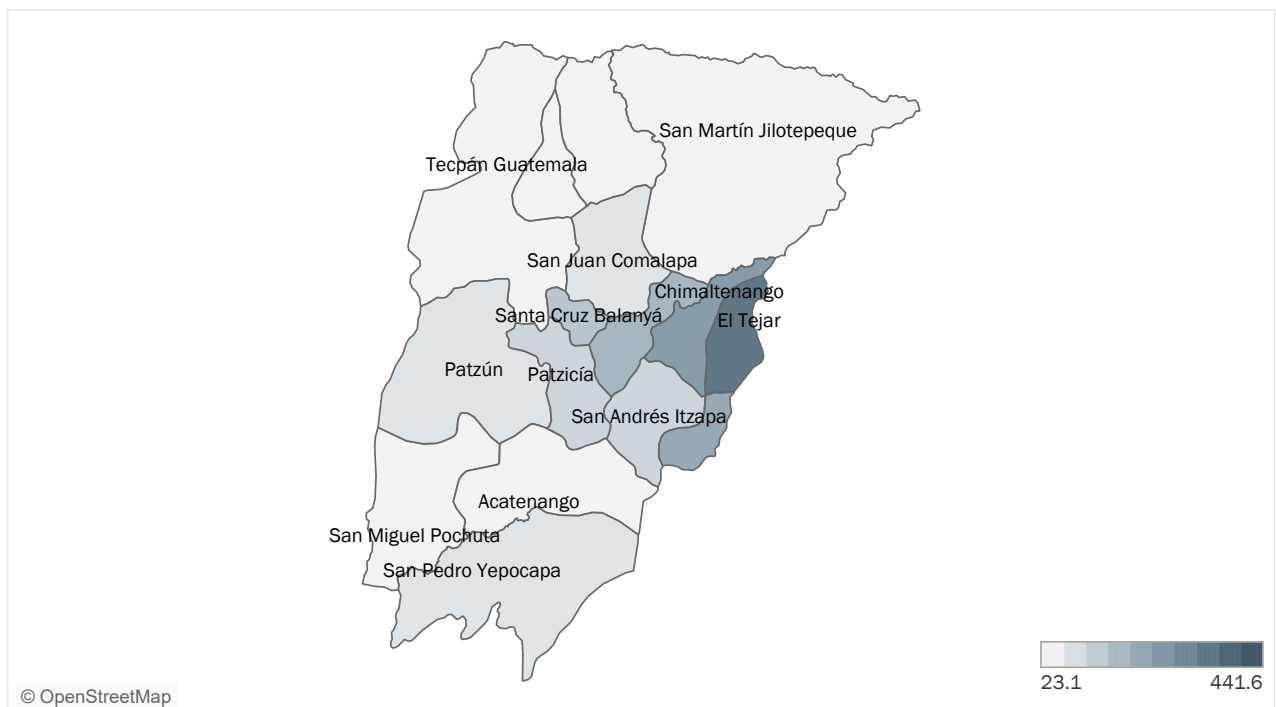 San Martín Jilotepeque
Tecpán Guatemala
San Juan Comalapa
Chimaltenango
Santa Cruz Balanyá
El Tejar
Patzún
Patzicía
San Andrés Itzapa
Acatenango
San Miguel Pochuta
San Pedro Yepocapa
23.1
441.6
© OpenStreetMap